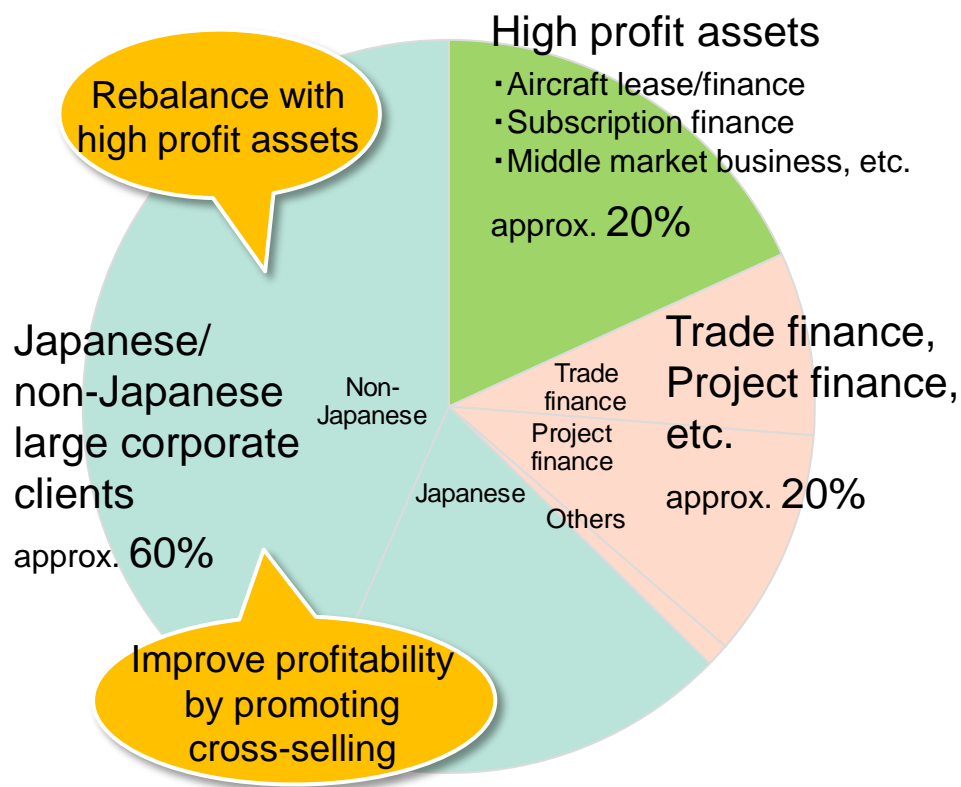 High profit assets
・Aircraft lease/finance
・Subscription finance
・Middle market business, etc.
approx. 20%
Rebalance with
high profit assets
Japanese/
non-Japanese
large corporate
clients
approx. 60%
Non-
Japanese
Japanese
Trade
finance
Project
finance
Others
Trade finance,
Project finance,
etc.
approx. 20%
Improve profitability
by promoting
cross-selling